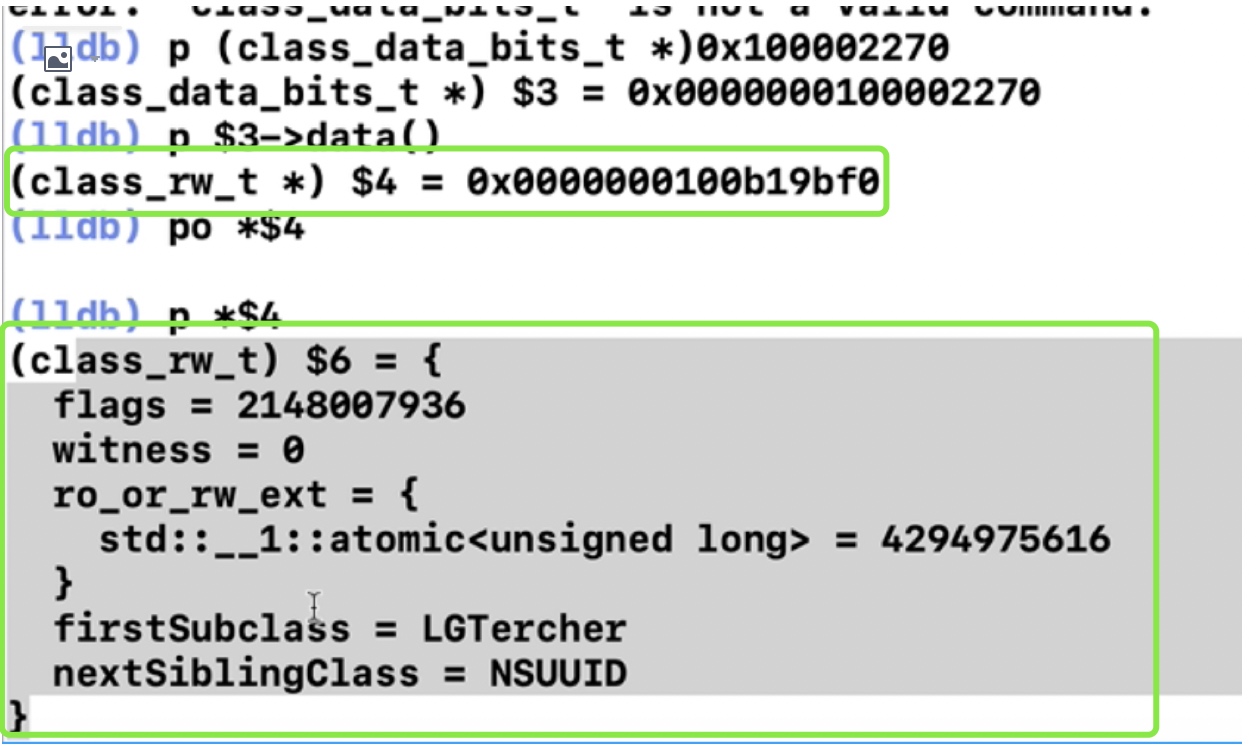 error: 'class_data_bits_t' is not a valid command.
(lldb) p (class_data_bits_t *)0x100002270
(class_data_bits_t *) $3 = 0x0000000100002270
(lldb) p $3->data()
(class_rw_t *) $4 = 0x0000000100b19bf0
(lldb) po *$4
(lldb) p *$4
(class_rw_t) $6 = {
  flags = 2148007936
  witness = 0
  ro_or_rw_ext = {
    std::__1::atomic<unsigned long> = 4294975616
  }
  firstSubclass = LGTercher
  nextSiblingClass = NSUUID
}